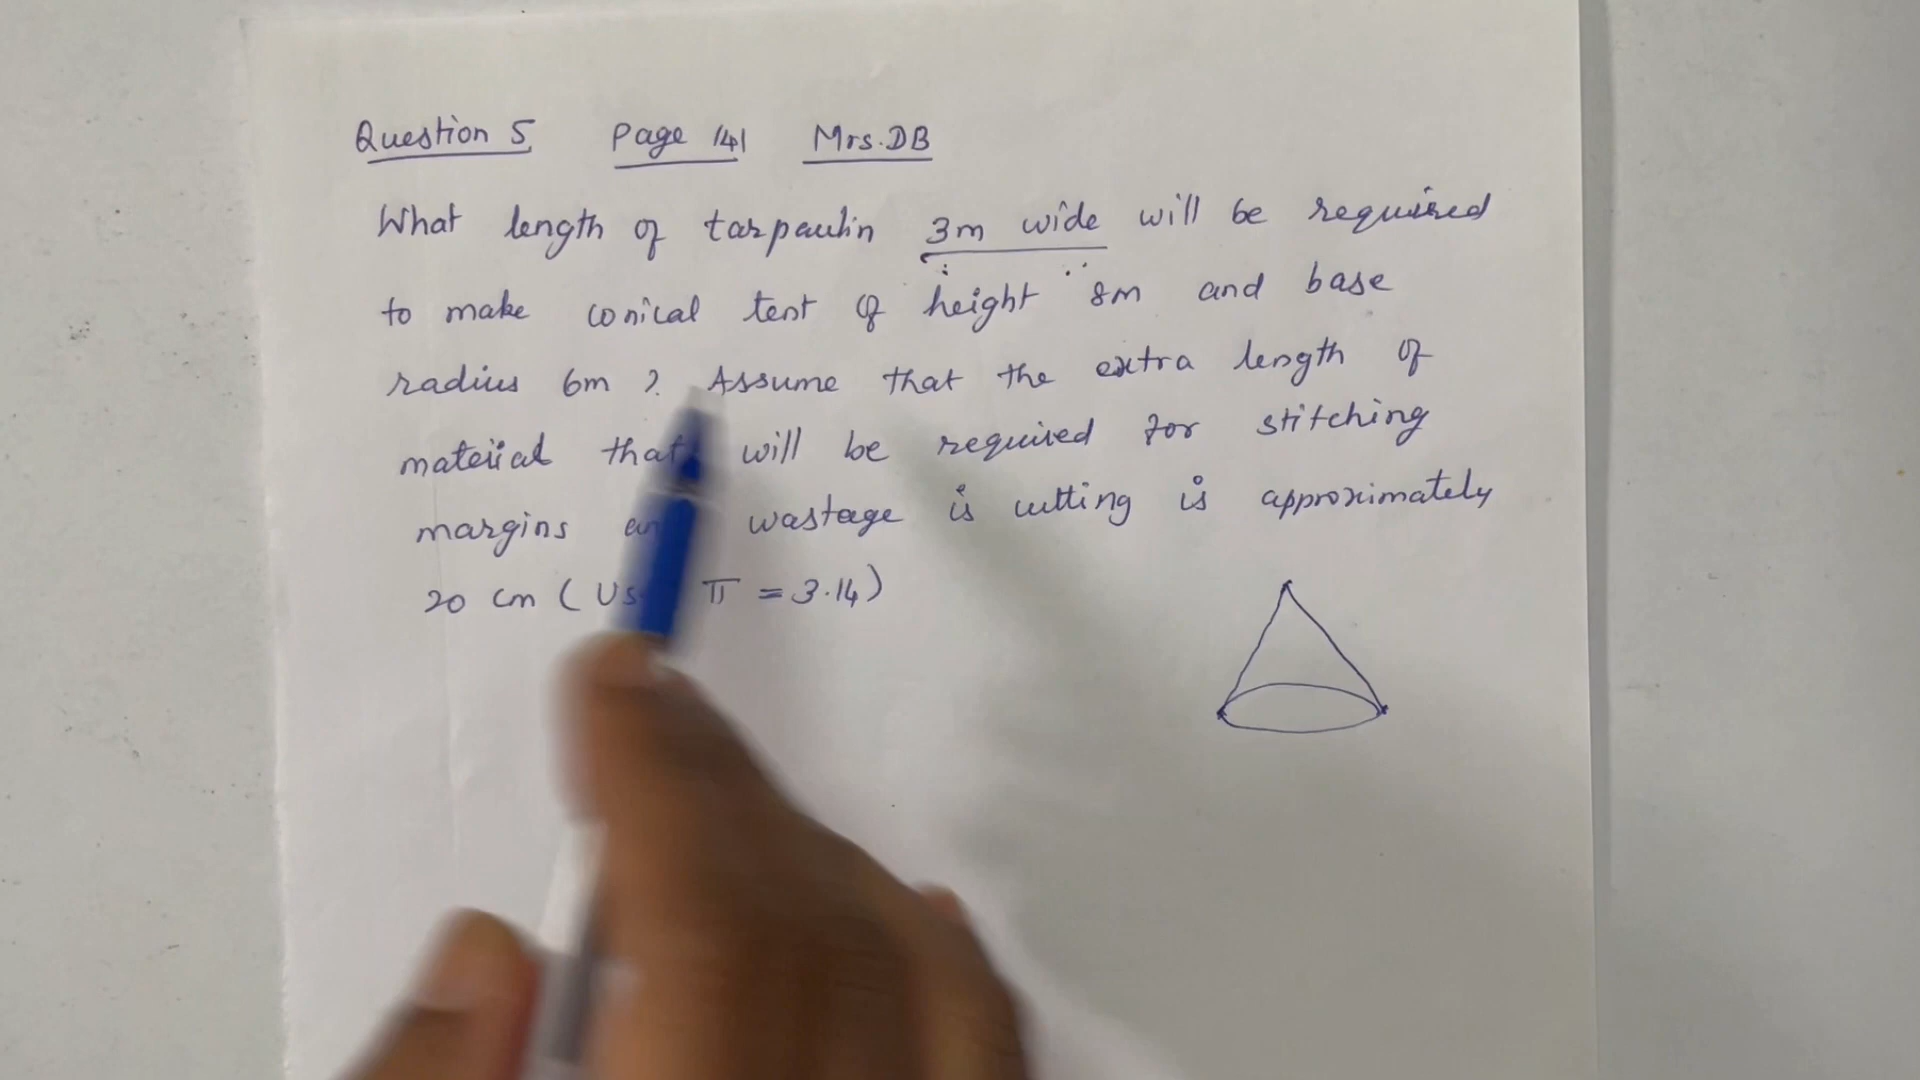 Question 5 Page 141 Mrs.DB
What length of tarpaulin 3m wide will be required
to make conical tent of height 8m and base
radius 6m ? Assume that the extra length of
material that will be required for stitching
margins wastage is cutting is approximately
20 cm ( π = 3.14)